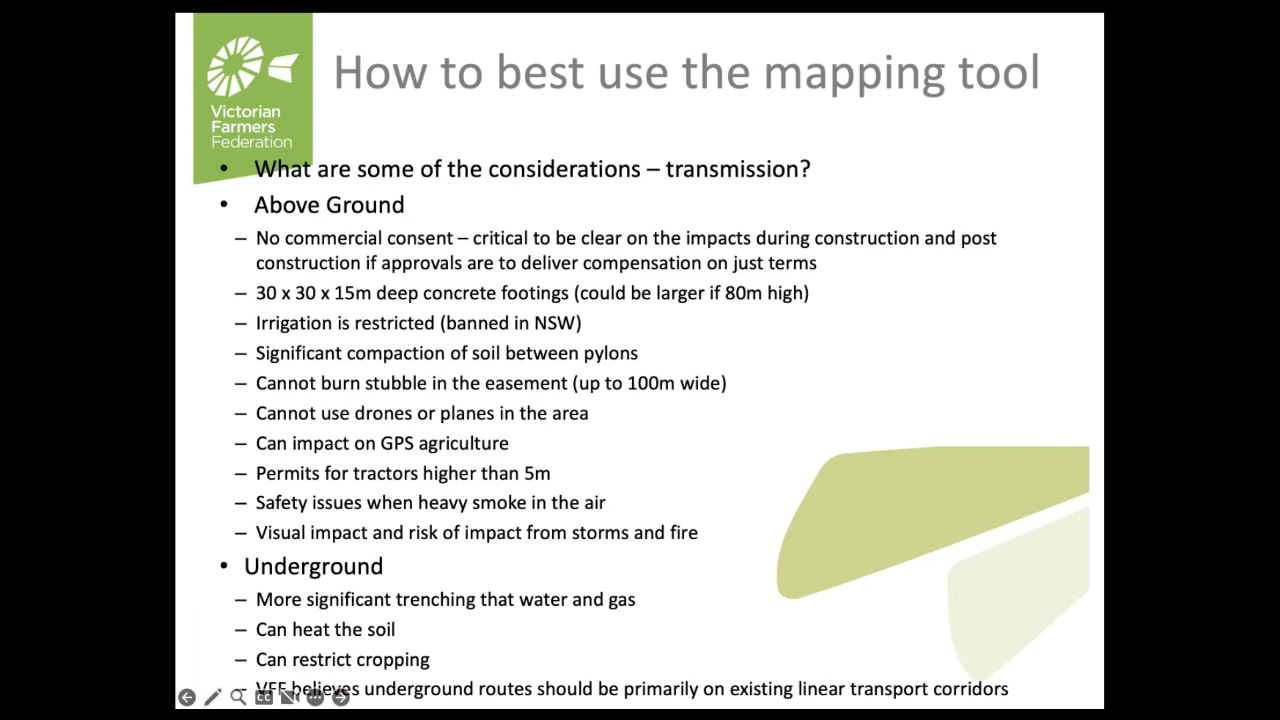 Victorian
Farmers
Federation
How to best use the mapping tool
• What are some of the considerations – transmission?
• Above Ground
– No commercial consent – critical to be clear on the impacts during construction and post
construction if approvals are to deliver compensation on just terms
– 30 x 30 x 15m deep concrete footings (could be larger if 80m high)
– Irrigation is restricted (banned in NSW)
– Significant compaction of soil between pylons
– Cannot burn stubble in the easement (up to 100m wide)
– Cannot use drones or planes in the area
– Can impact on GPS agriculture
– Permits for tractors higher than 5m
– Safety issues when heavy smoke in the air
– Visual impact and risk of impact from storms and fire
• Underground
– More significant trenching that water and gas
– Can heat the soil
– Can restrict cropping
– VFF believes underground routes should be primarily on existing linear transport corridors
CC